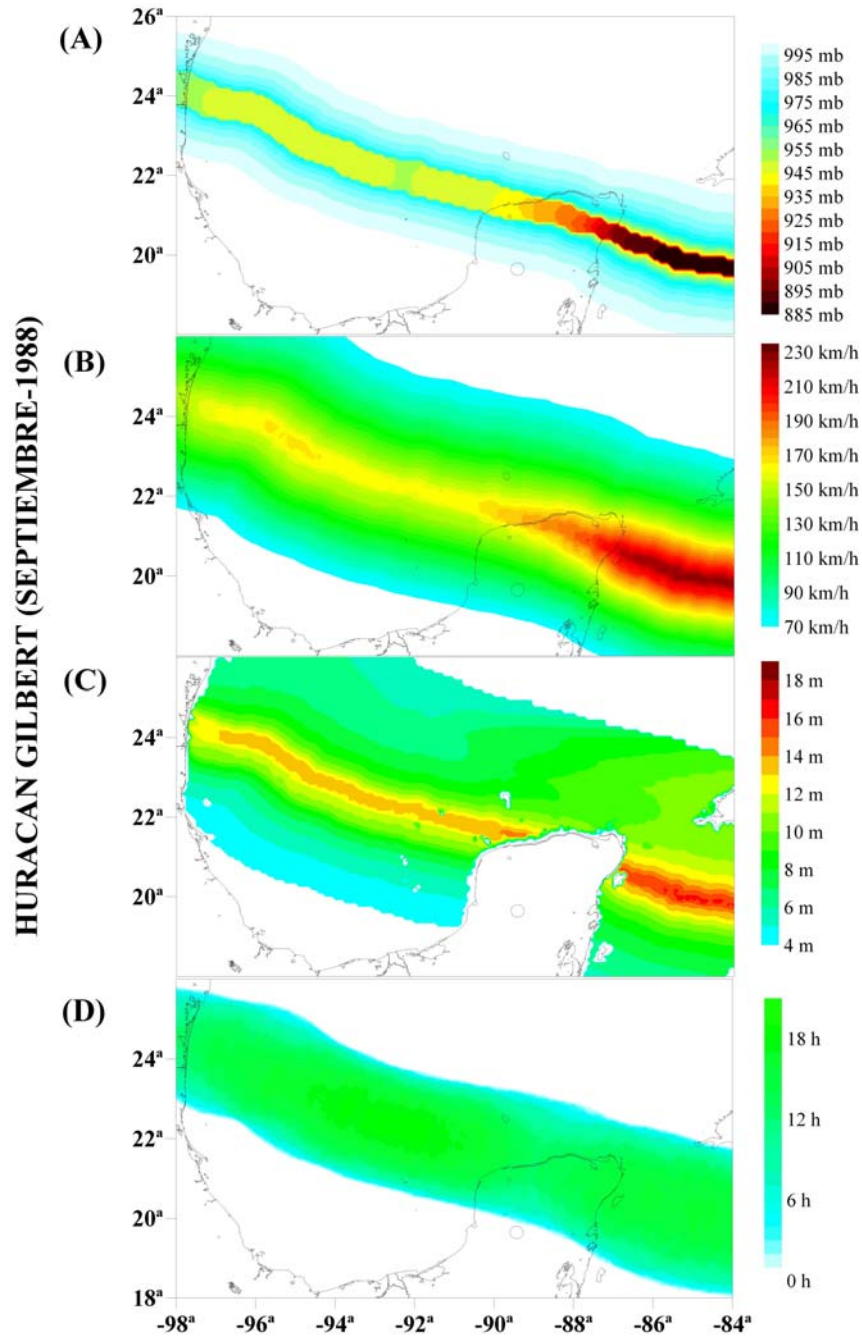 HURACAN GILBERT (SEPTIEMBRE-1988)
(A)
26ª
24ª
22ª
20ª
995 mb
985 mb
975 mb
965 mb
955 mb
945 mb
935 mb
925 mb
915 mb
905 mb
895 mb
885 mb
(B)
24ª
22ª
20ª
230 km/h
210 km/h
190 km/h
170 km/h
150 km/h
130 km/h
110 km/h
90 km/h
70 km/h
(C)
24ª
22ª
20ª
18 m
16 m
14 m
12 m
10 m
8 m
6 m
4 m
(D)
24ª
22ª
20ª
18ª
18 h
12 h
6 h
0 h
-98ª -96ª -94ª -92ª -90ª -88ª -86ª -84ª